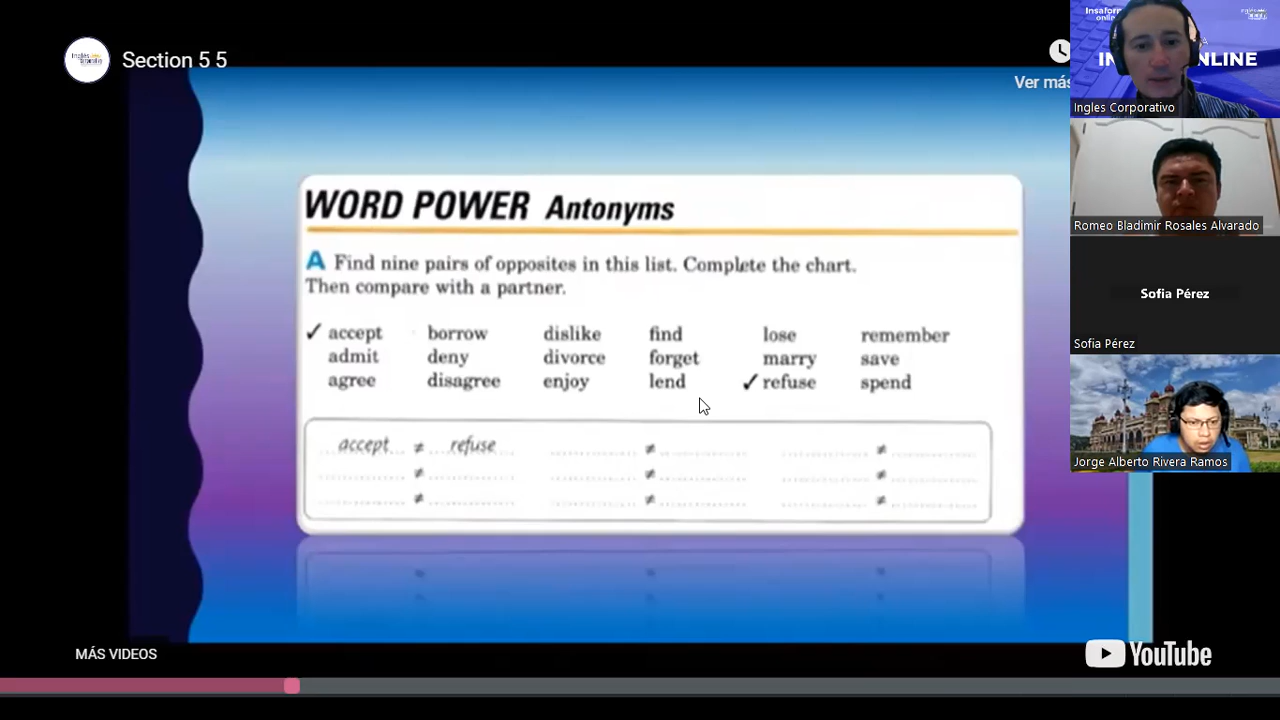 Section 5 5
Ver más
WORD POWER Antonyms
A Find nine pairs of opposites in this list. Complete the chart.
Then compare with a partner.
✓ accept borrow dislike find lose remember
admit deny divorce forget marry save
agree disagree enjoy lend ✓ refuse spend
accept ≠ refuse ≠ ≠
≠ ≠ ≠
≠ ≠ ≠
MÁS VIDEOS
YouTube
Ingles Corporativo
Romeo Bladimir Rosales Alvarado
Sofia Pérez
Sofia Pérez
Jorge Alberto Rivera Ramos